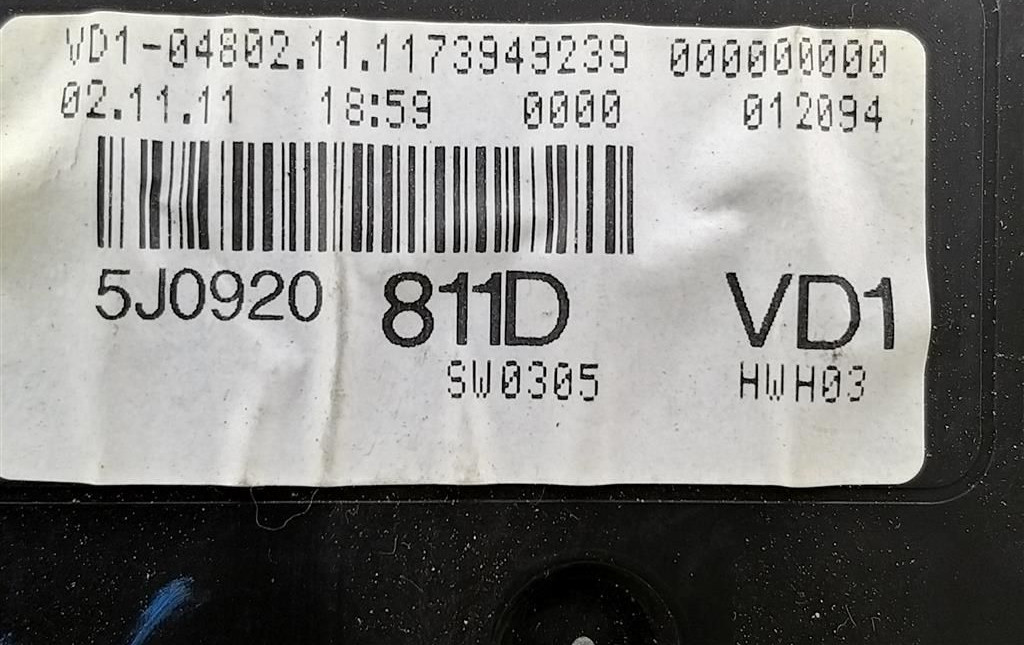 VD1-04802.11.1173949239 000000000
02.11.11 18:59 0000 012094
5J0920 811D VD1
SW0305 HWH03